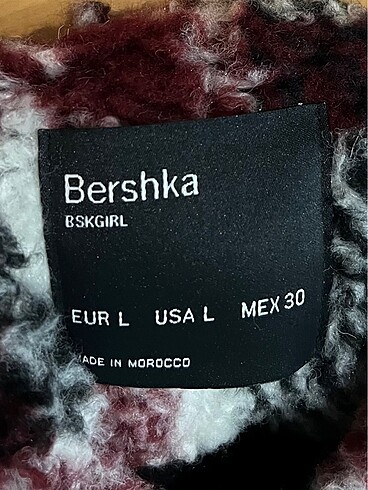 Bershka
BSKGIRL
EUR L USA L MEX 30
MADE IN MOROCCO